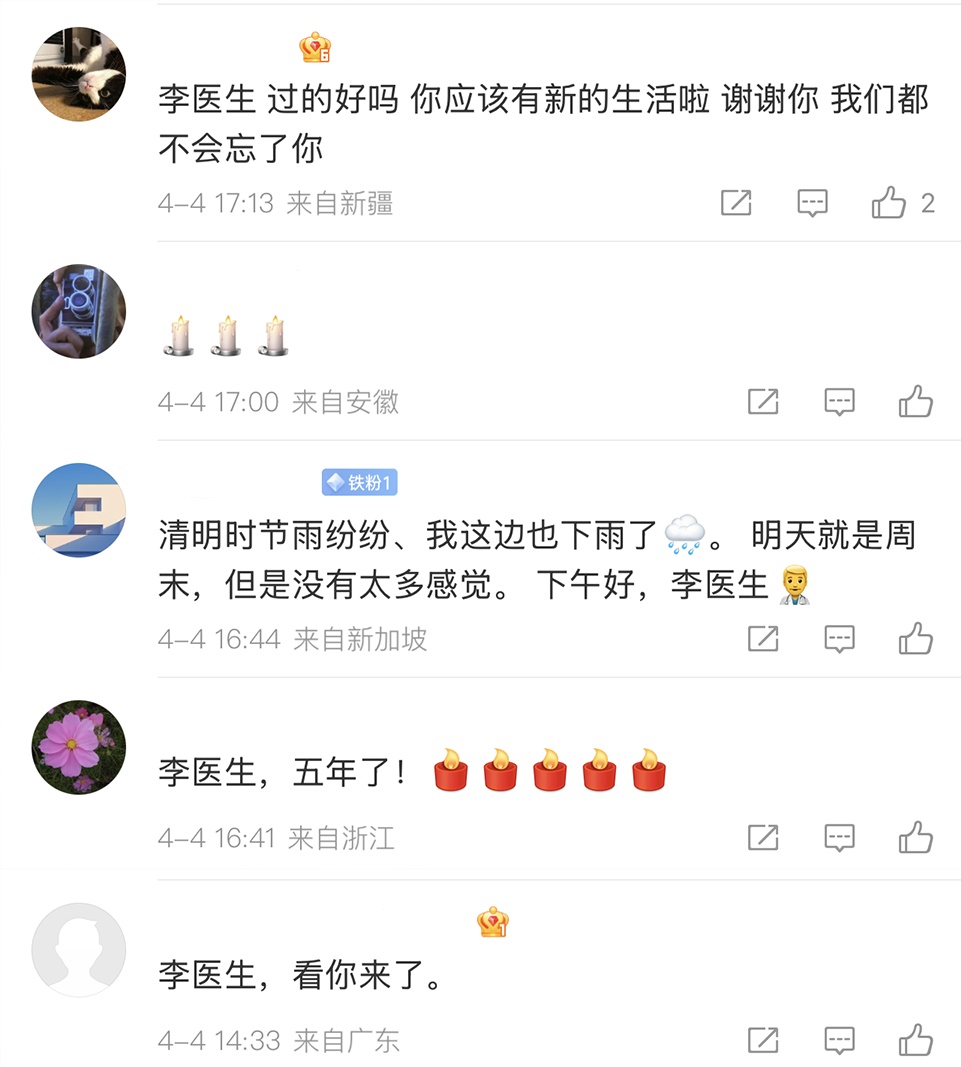 6
李医生 过的好吗 你应该有新的生活啦 谢谢你 我们都
不会忘了你
4-4 17:13 来自新疆 2
🕯️🕯️🕯️
4-4 17:00 来自安徽
铁粉1
清明时节雨纷纷、我这边也下雨了🌧️。 明天就是周
末，但是没有太多感觉。 下午好，李医生👨‍⚕️
4-4 16:44 来自新加坡
李医生，五年了！
4-4 16:41 来自浙江
1
李医生，看你来了。
4-4 14:33 来自广东